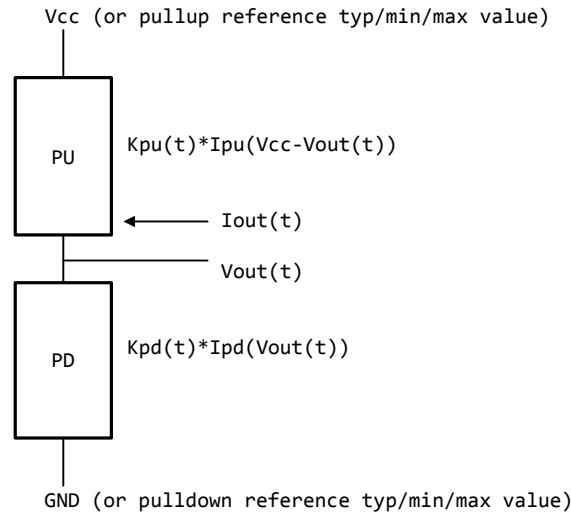 Vcc (or pullup reference typ/min/max value)
PU
Kpu(t)*Ipu(Vcc-Vout(t))
Iout(t)
Vout(t)
PD
Kpd(t)*Ipd(Vout(t))
GND (or pulldown reference typ/min/max value)